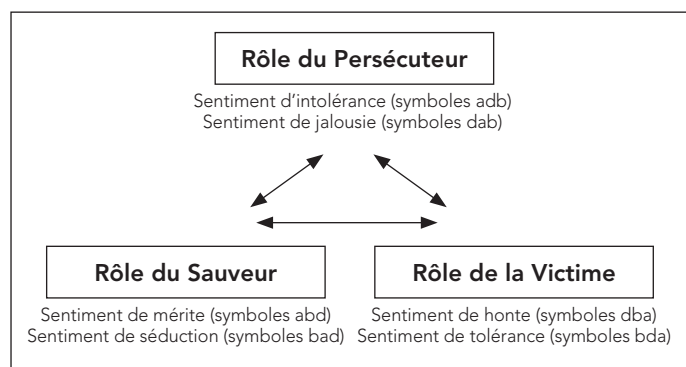 Rôle du Persécuteur
Sentiment d’intolérance (symboles adb)
Sentiment de jalousie (symboles dab)
Rôle du Sauveur
Sentiment de mérite (symboles abd)
Sentiment de séduction (symboles bad)
Rôle de la Victime
Sentiment de honte (symboles dba)
Sentiment de tolérance (symboles bda)